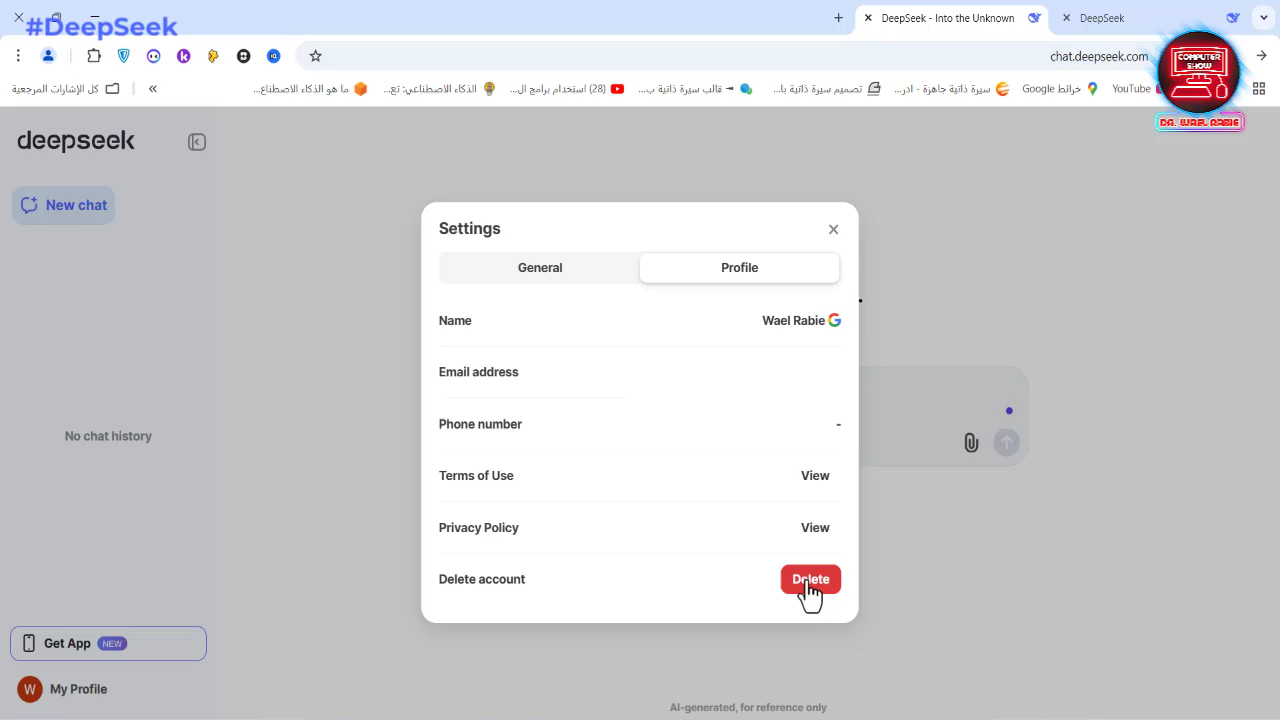 #DeepSeek
DeepSeek - Into the Unknown
DeepSeek
chat.deepseek.com
كل الإشارات المرجعية
ما هو الذكاء الاصطناع...
الذكاء الاصطناعي: تع...
(28) استخدام برامج إ...
قالب سيرة ذاتية ب...
تصميم سيرة ذاتية با...
سيرة ذاتية جاهزة - ادر...
خرائط Google
YouTube
COMPUTER
SHOW
DR. WAEL RABIE
deepseek
New chat
No chat history
Get App NEW
W My Profile
Settings
General Profile
Name Wael Rabie
Email address
Phone number -
Terms of Use View
Privacy Policy View
Delete account Delete
AI-generated, for reference only